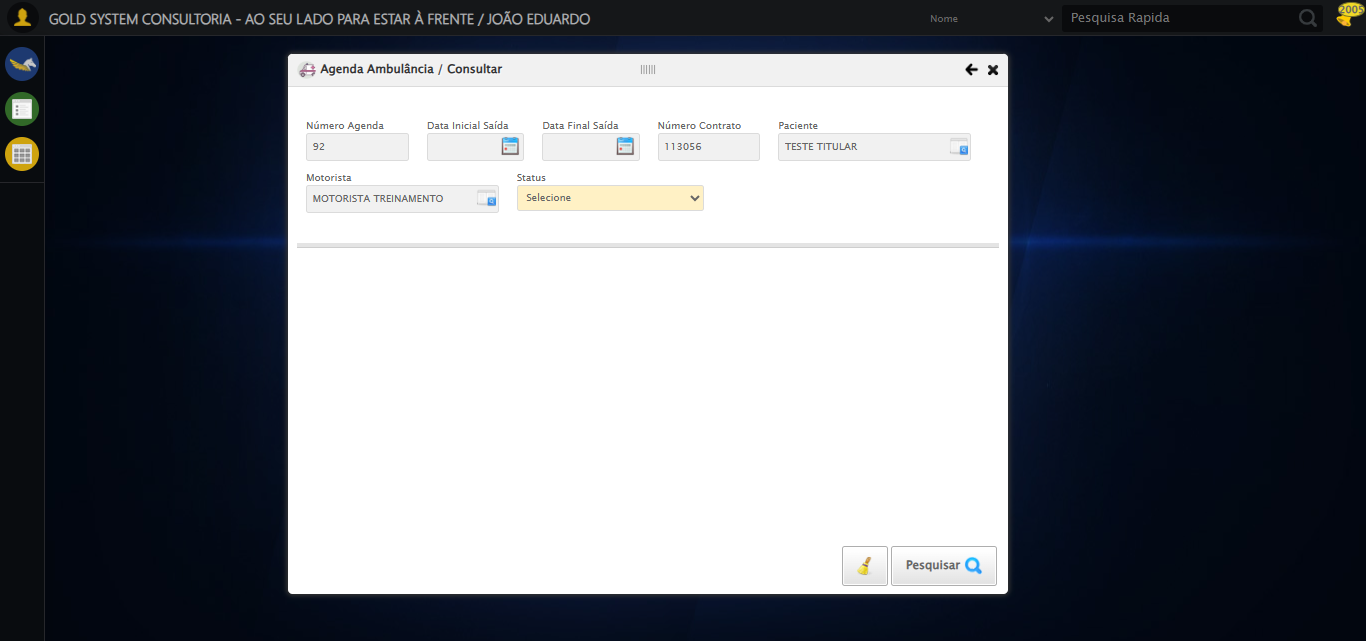 GOLD SYSTEM CONSULTORIA - AO SEU LADO PARA ESTAR À FRENTE / JOÃO EDUARDO
Nome
Pesquisa Rapida
2005
Agenda Ambulância / Consultar
Número Agenda
Data Inicial Saída
Data Final Saída
Número Contrato
Paciente
92
113056
TESTE TITULAR
Motorista
Status
MOTORISTA TREINAMENTO
Selecione
Pesquisar